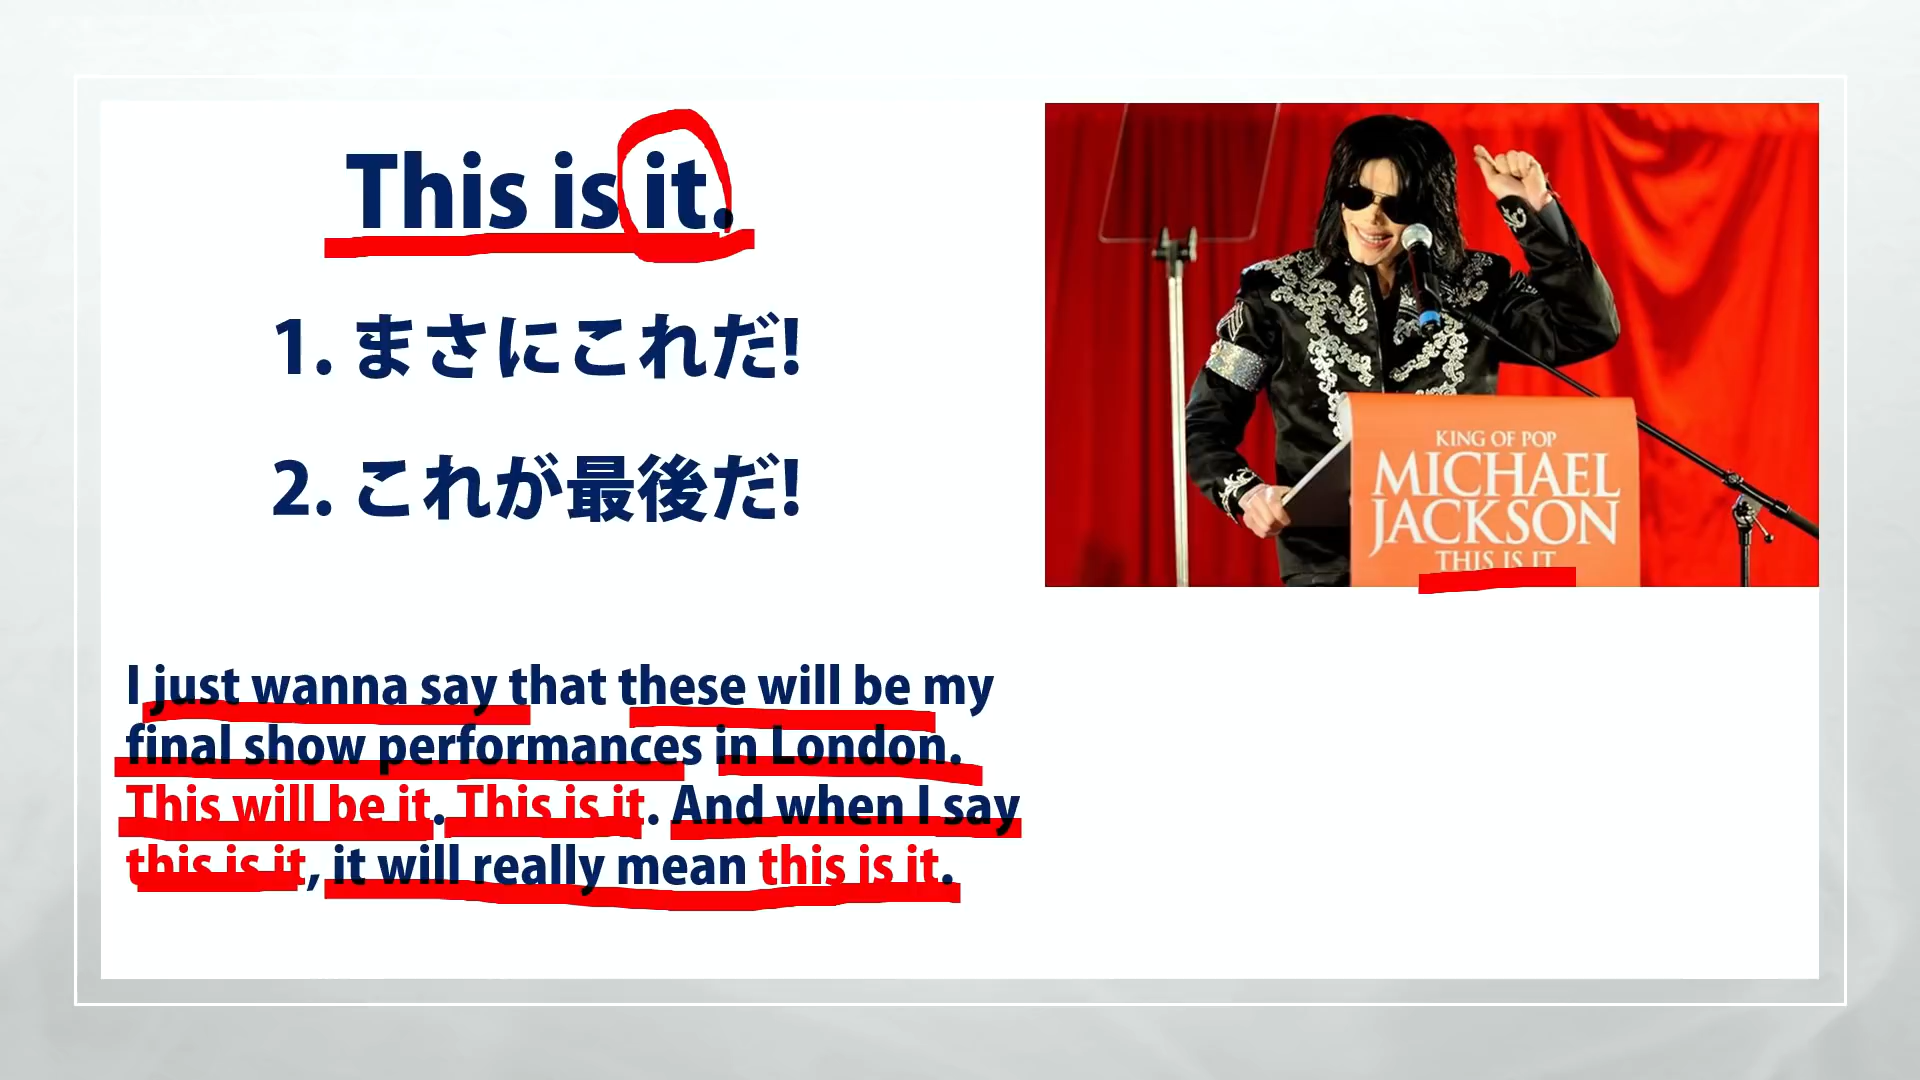 This is it.
1. まさにこれだ!
2. これが最後だ!
KING OF POP
MICHAEL
JACKSON
THIS IS IT
I just wanna say that these will be my
final show performances in London.
This will be it. This is it. And when I say
this is it, it will really mean this is it.